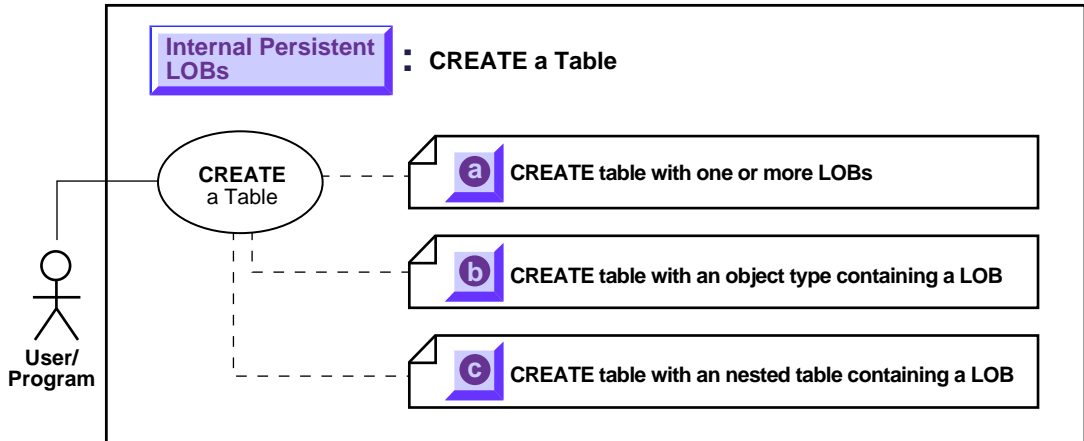 Internal Persistent
LOBs
: CREATE a Table
CREATE
a Table
a CREATE table with one or more LOBs
b CREATE table with an object type containing a LOB
c CREATE table with an nested table containing a LOB
User/
Program